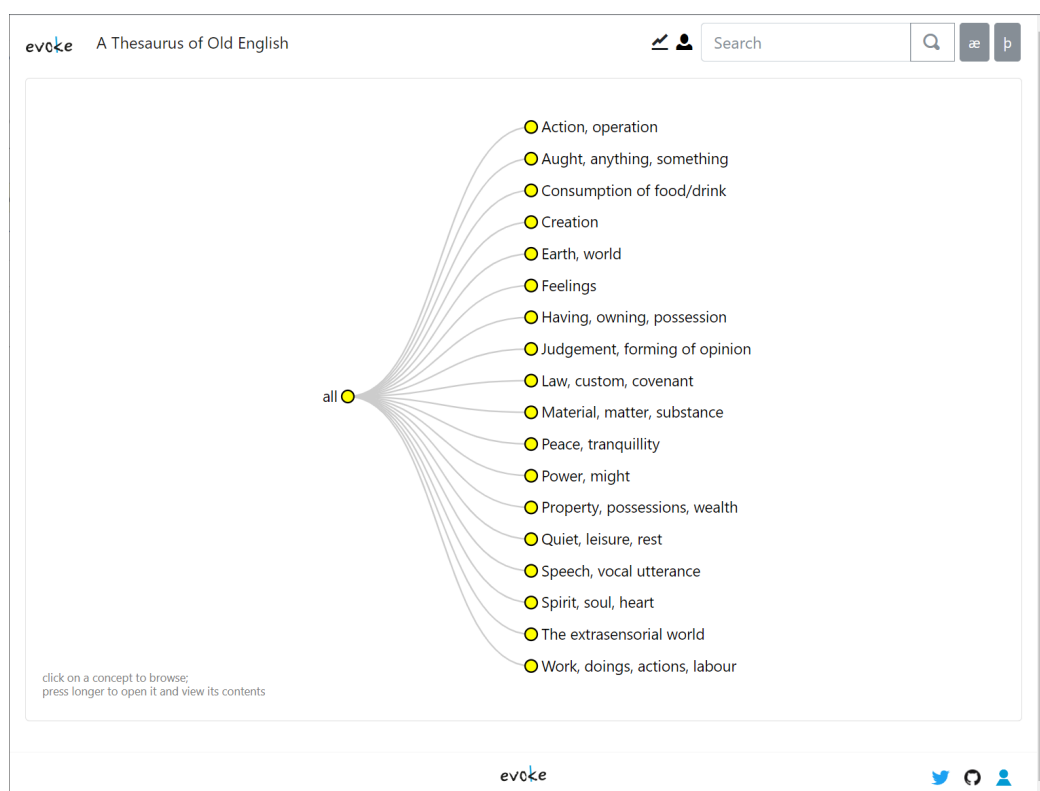 evoke A Thesaurus of Old English Search æ þ
Action, operation
Aught, anything, something
Consumption of food/drink
Creation
Earth, world
Feelings
Having, owning, possession
Judgement, forming of opinion
Law, custom, covenant
all
Material, matter, substance
Peace, tranquillity
Power, might
Property, possessions, wealth
Quiet, leisure, rest
Speech, vocal utterance
Spirit, soul, heart
The extrasensorial world
Work, doings, actions, labour
click on a concept to browse;
press longer to open it and view its contents
evoke